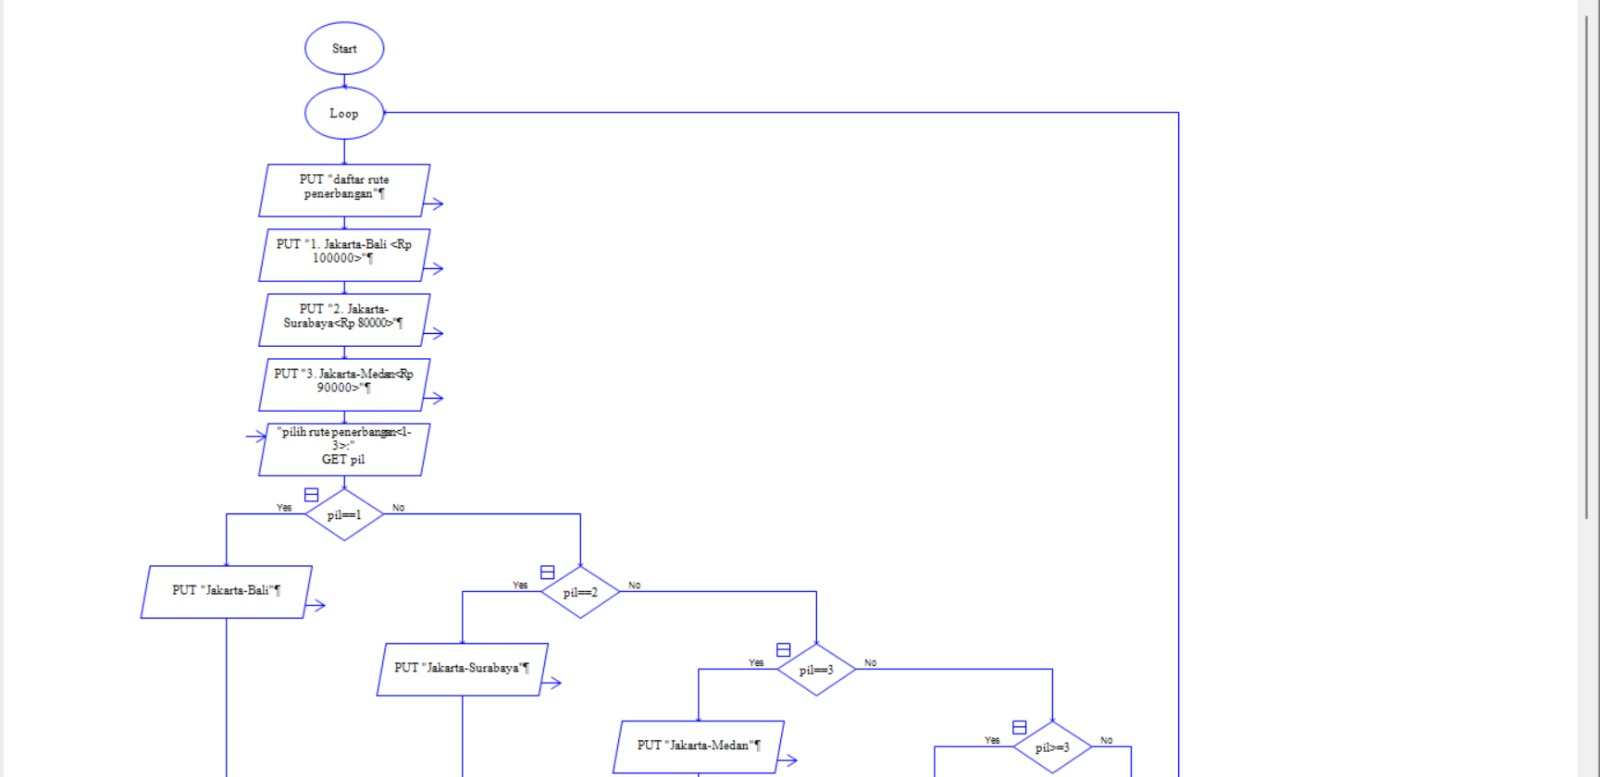 Start
Loop
PUT "daftar rute
penerbangan"¶
PUT "1. Jakarta-Bali <Rp
100000>"¶
PUT "2. Jakarta-
Surabaya<Rp 80000>"¶
PUT "3. Jakarta-Medan<Rp
90000>"¶
"pilih rute penerbangan<1-
3>:"
GET pil
Yes
pil==1
No
PUT "Jakarta-Bali"¶
Yes
pil==2
No
PUT "Jakarta-Surabaya"¶
Yes
pil==3
No
PUT "Jakarta-Medan"¶
Yes
pil>=3
No